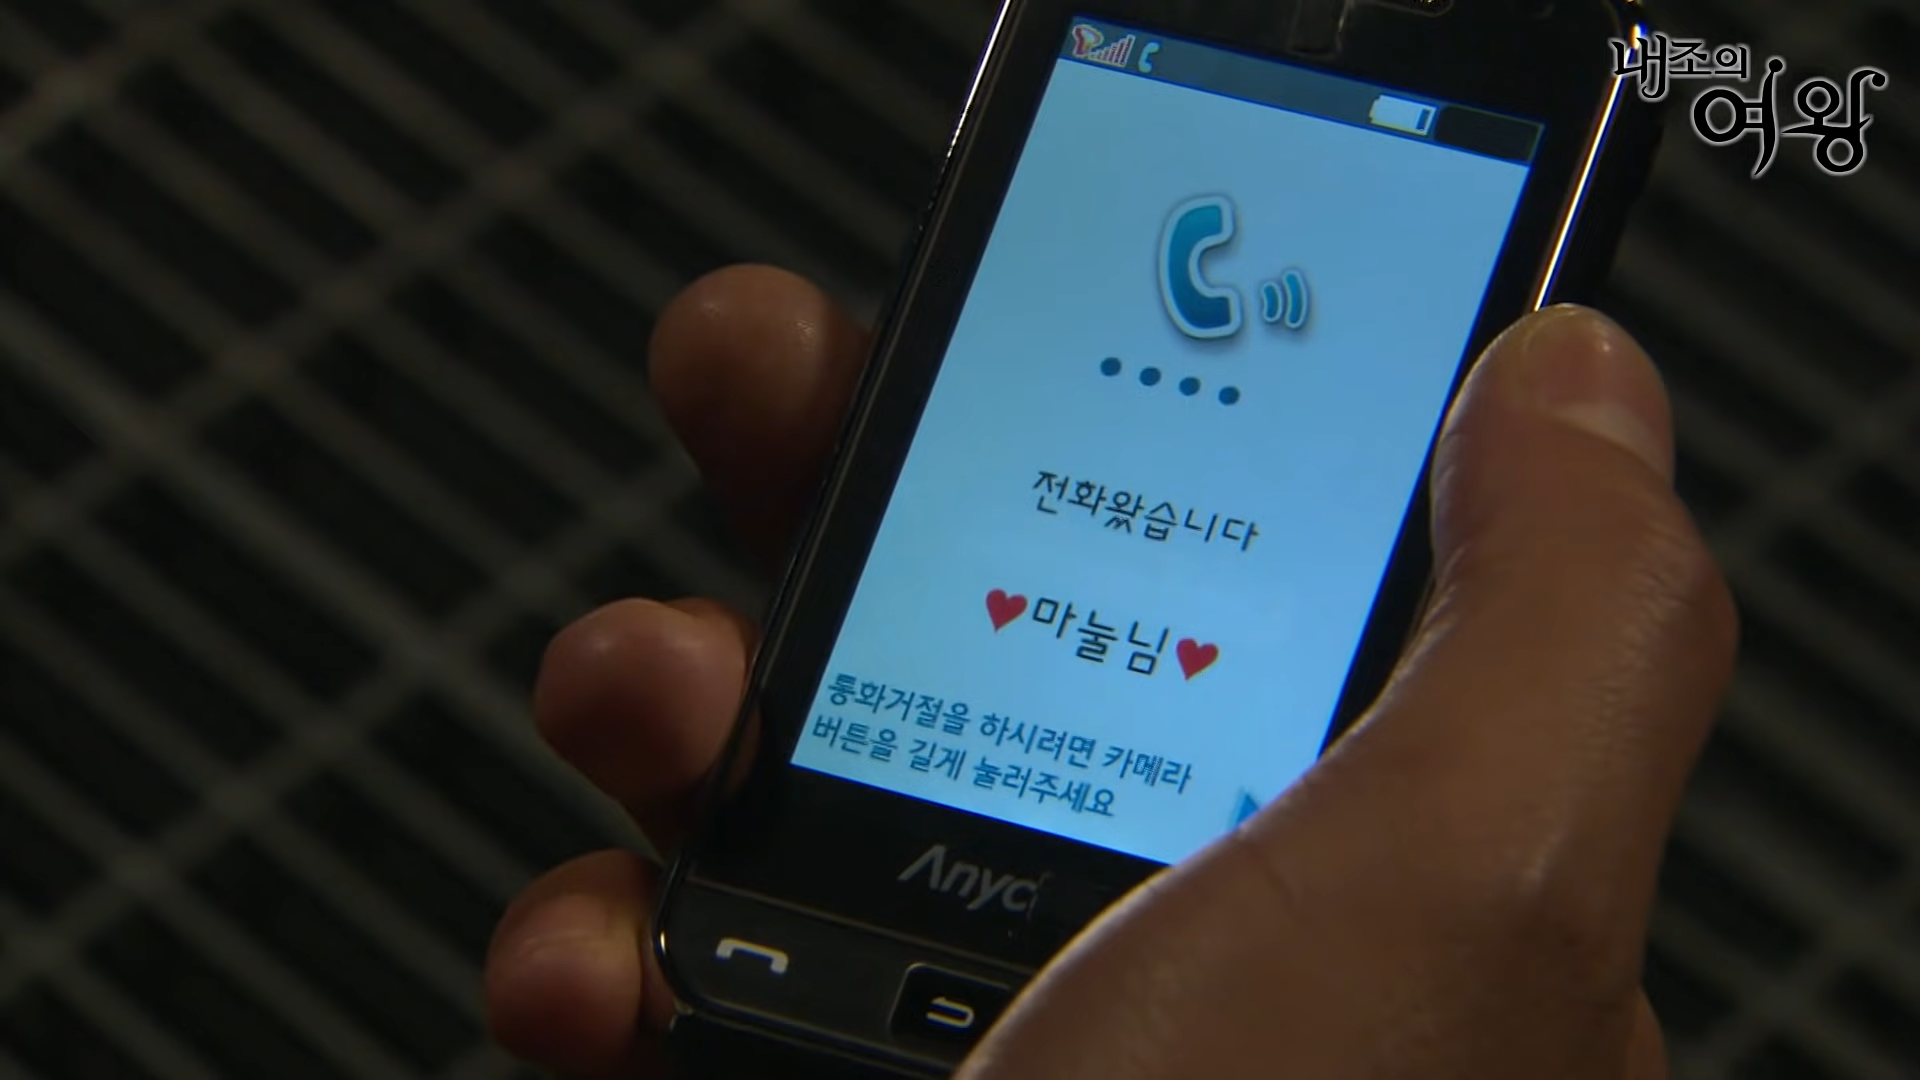 내조의
여왕
전화왔습니다
♥마눌님♥
통화거절을 하시려면 카메라
버튼을 길게 눌러주세요
Anyc